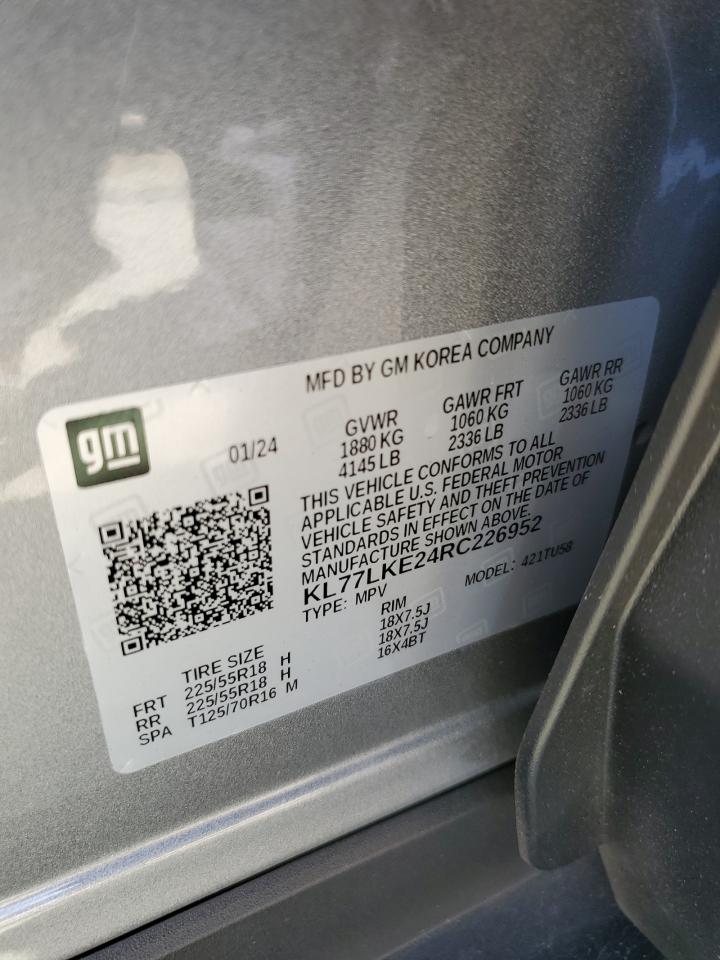 MFD BY GM KOREA COMPANY
gm
01/24
GVWR GAWR FRT GAWR RR
1880 KG 1060 KG 1060 KG
4145 LB 2336 LB 2336 LB
THIS VEHICLE CONFORMS TO ALL
APPLICABLE U.S. FEDERAL MOTOR
VEHICLE SAFETY AND THEFT PREVENTION
STANDARDS IN EFFECT ON THE DATE OF
MANUFACTURE SHOWN ABOVE.
KL77LKE24RC226952
TYPE: MPV MODEL: 421TU58
TIRE SIZE RIM
FRT 225/55R18 H 18X7.5J
RR 225/55R18 H 18X7.5J
SPA T125/70R16 M 16X4BT